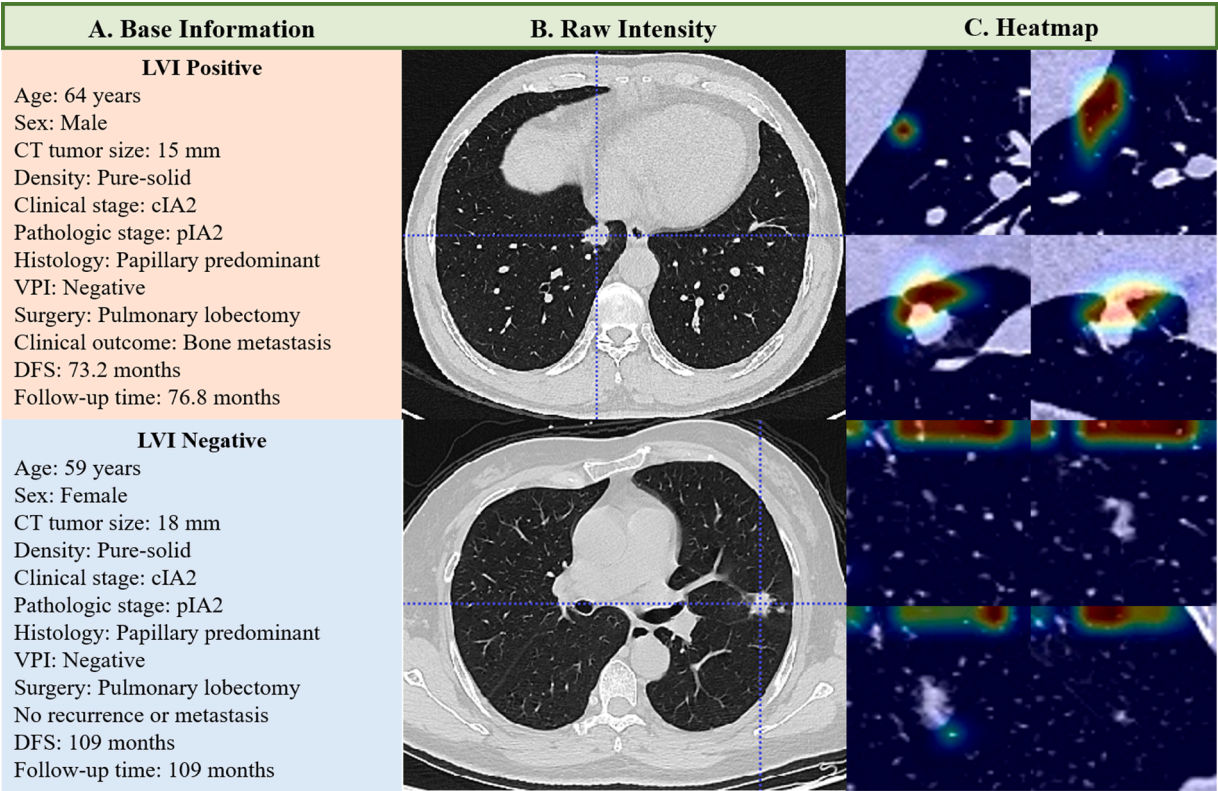 A. Base Information
B. Raw Intensity
C. Heatmap
LVI Positive
Age: 64 years
Sex: Male
CT tumor size: 15 mm
Density: Pure-solid
Clinical stage: cIA2
Pathologic stage: pIA2
Histology: Papillary predominant
VPI: Negative
Surgery: Pulmonary lobectomy
Clinical outcome: Bone metastasis
DFS: 73.2 months
Follow-up time: 76.8 months
LVI Negative
Age: 59 years
Sex: Female
CT tumor size: 18 mm
Density: Pure-solid
Clinical stage: cIA2
Pathologic stage: pIA2
Histology: Papillary predominant
VPI: Negative
Surgery: Pulmonary lobectomy
No recurrence or metastasis
DFS: 109 months
Follow-up time: 109 months